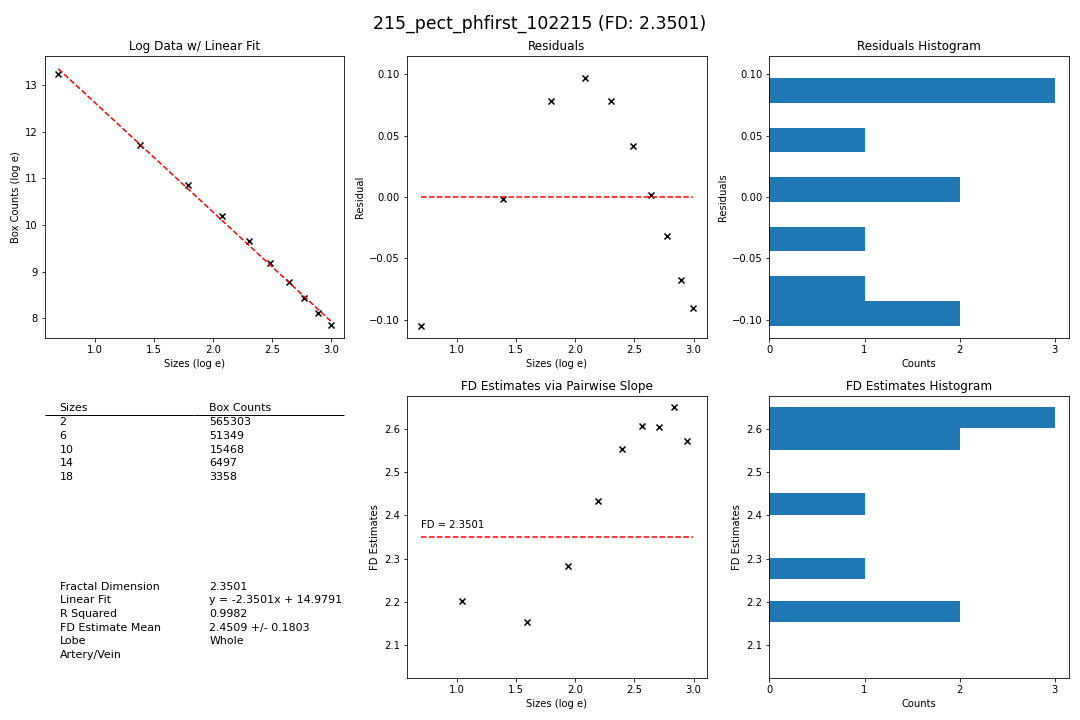 215_pect_phfirst_102215 (FD: 2.3501)
Log Data w/ Linear Fit
Box Counts (log e)
13
12
11
10
9
8
1.0 1.5 2.0 2.5 3.0
Sizes (log e)
Residuals
Residual
0.10
0.05
0.00
−0.05
−0.10
1.0 1.5 2.0 2.5 3.0
Sizes (log e)
Residuals Histogram
Residuals
0.10
0.05
0.00
−0.05
−0.10
0 1 2 3
Counts
Sizes Box Counts
2 565303
6 51349
10 15468
14 6497
18 3358
Fractal Dimension 2.3501
Linear Fit y = -2.3501x + 14.9791
R Squared 0.9982
FD Estimate Mean 2.4509 +/- 0.1803
Lobe Whole
Artery/Vein
FD Estimates via Pairwise Slope
FD Estimates
2.6
2.5
2.4
2.3
2.2
2.1
FD = 2.3501
1.0 1.5 2.0 2.5 3.0
Sizes (log e)
FD Estimates Histogram
FD Estimates
2.6
2.5
2.4
2.3
2.2
2.1
0 1 2 3
Counts